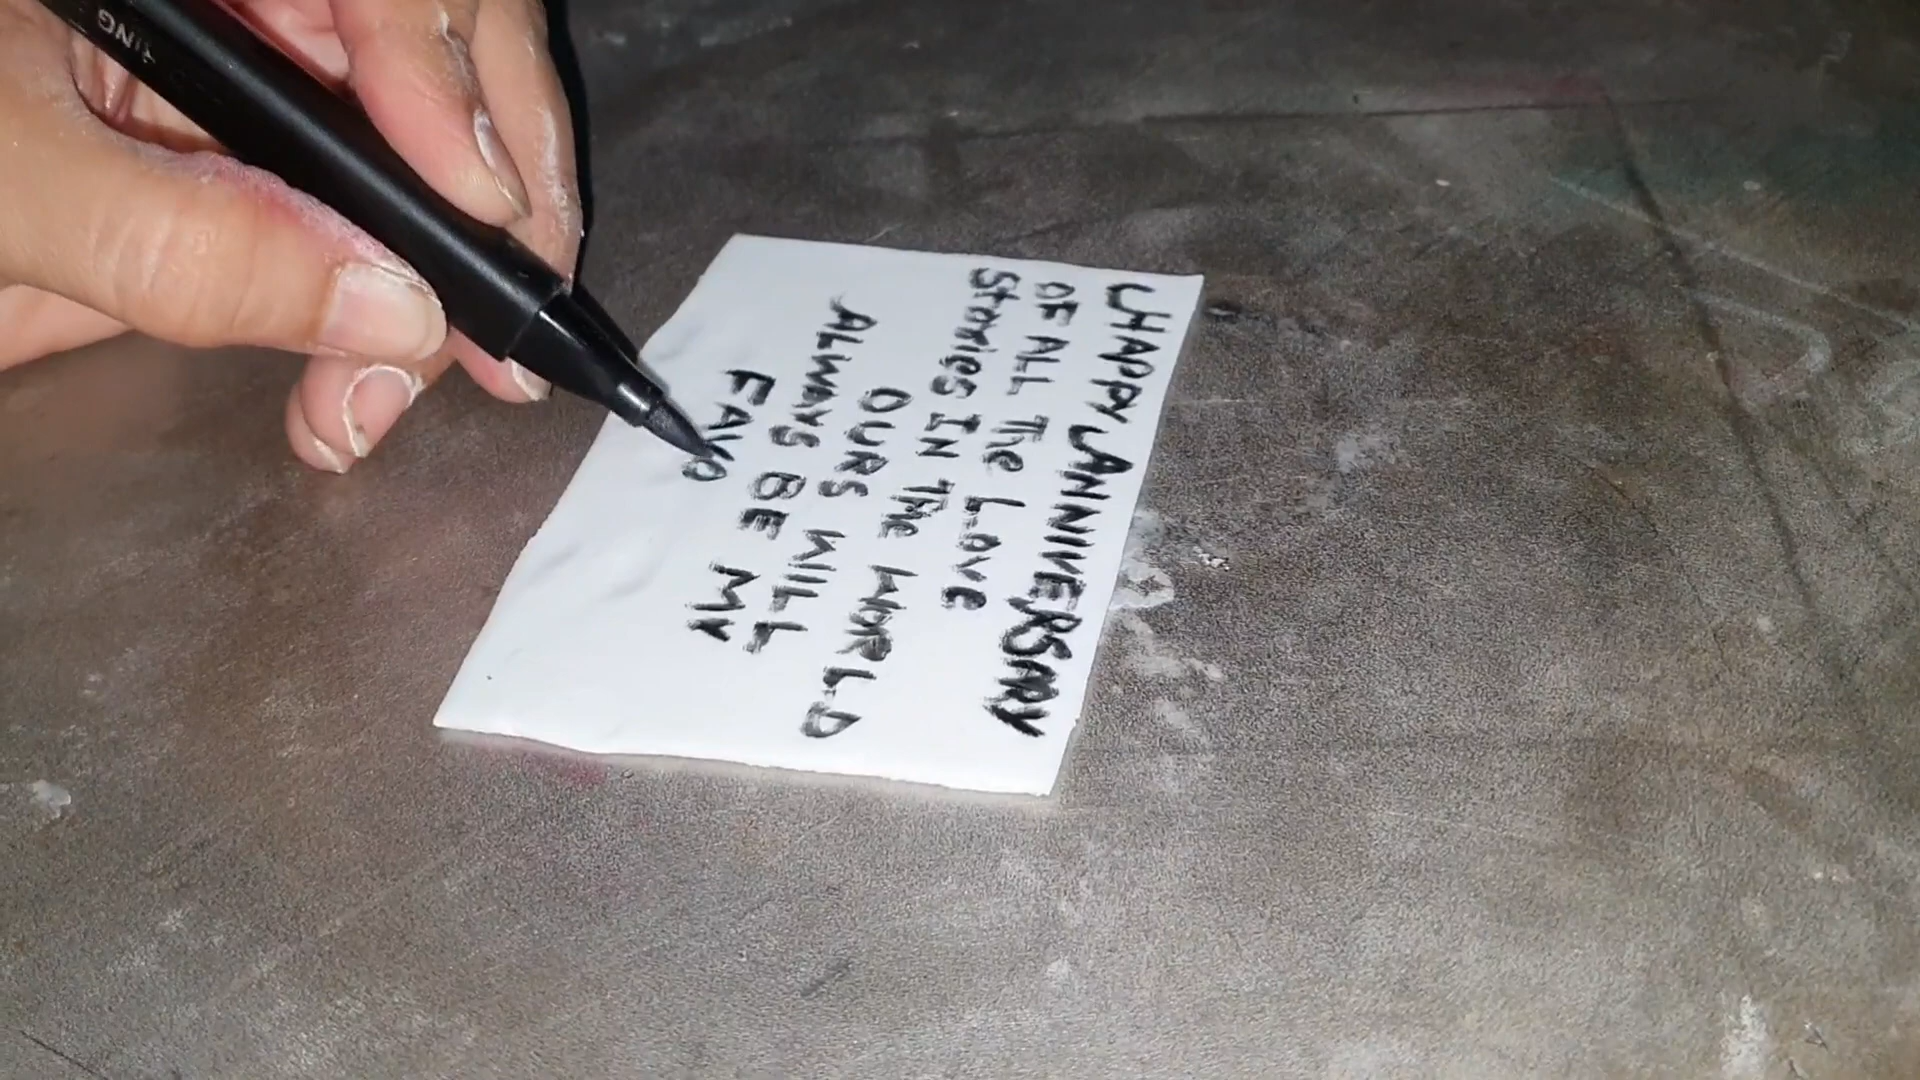 HAPPY ANNIVERSARY
OF ALL The LOVE
Stories IN The WORLD
OURS WILL
ALWAYS BE MY
FAVO